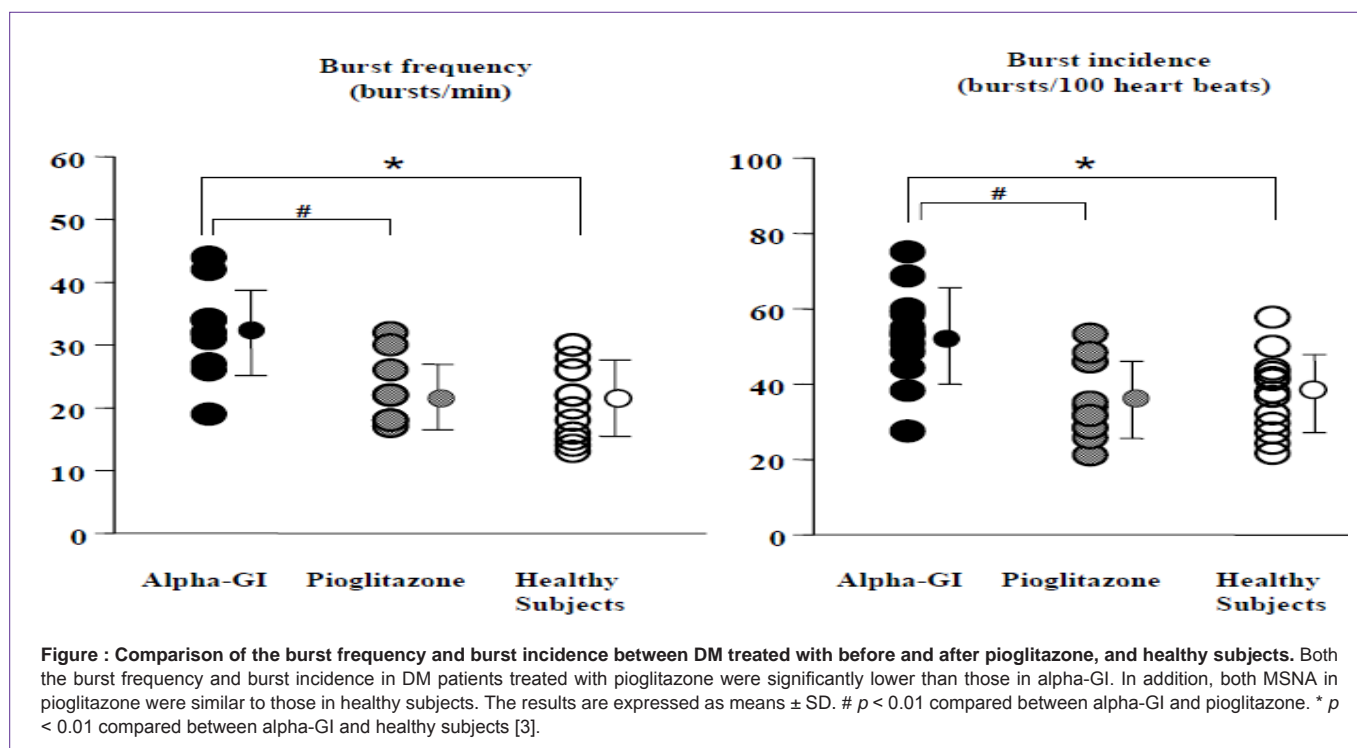 Burst frequency
(bursts/min)
60
50
40
30
20
10
0
*
#
Alpha-GI Pioglitazone Healthy
Subjects
Burst incidence
(bursts/100 heart beats)
100
80
60
40
20
0
*
#
Alpha-GI Pioglitazone Healthy
Subjects
Figure : Comparison of the burst frequency and burst incidence between DM treated with before and after pioglitazone, and healthy subjects. Both
the burst frequency and burst incidence in DM patients treated with pioglitazone were significantly lower than those in alpha-GI. In addition, both MSNA in
pioglitazone were similar to those in healthy subjects. The results are expressed as means ± SD. # p < 0.01 compared between alpha-GI and pioglitazone. * p
< 0.01 compared between alpha-GI and healthy subjects [3].